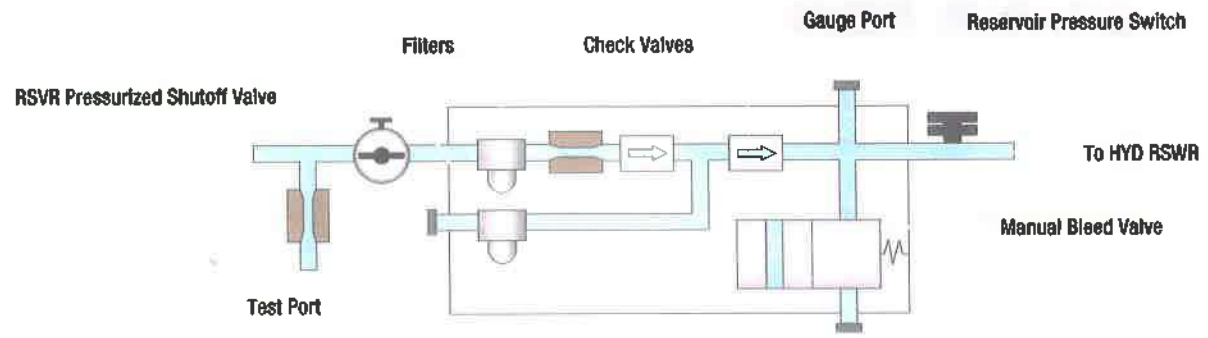 Gauge Port
Reservoir Pressure Switch
Filters
Check Valves
RSVR Pressurized Shutoff Valve
To HYD RSWR
Manual Bleed Valve
Test Port